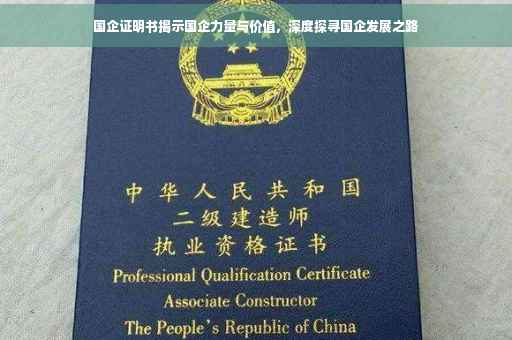 国企证明书揭示国企力量与价值，深度探寻国企发展之路
中华人民共和国
二级建造师
执业资格证书
Professional Qualification Certificate
Associate Constructor
The People's Republic of China